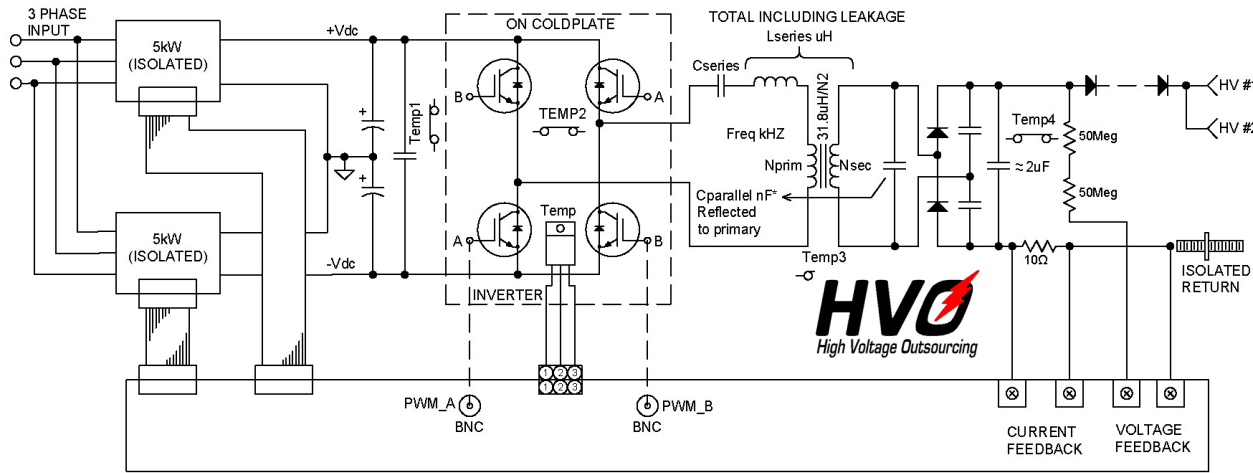 3 PHASE
INPUT
5kW
(ISOLATED)
+Vdc
ON COLDPLATE
TOTAL INCLUDING LEAKAGE
Lseries uH
Cseries
B
A
TEMP2
Temp1
31.8uH/N2
Freq kHZ
Nprim
Nsec
Temp4
50Meg
50Meg
≈2uF
HV #1
HV #2
Cparallel nF*
Reflected
to primary
5kW
(ISOLATED)
-Vdc
A
Temp
B
INVERTER
Temp3
10Ω
ISOLATED
RETURN
HVO
High Voltage Outsourcing
1 2 3
1 2 3
PWM_A
BNC
PWM_B
BNC
CURRENT
FEEDBACK
VOLTAGE
FEEDBACK